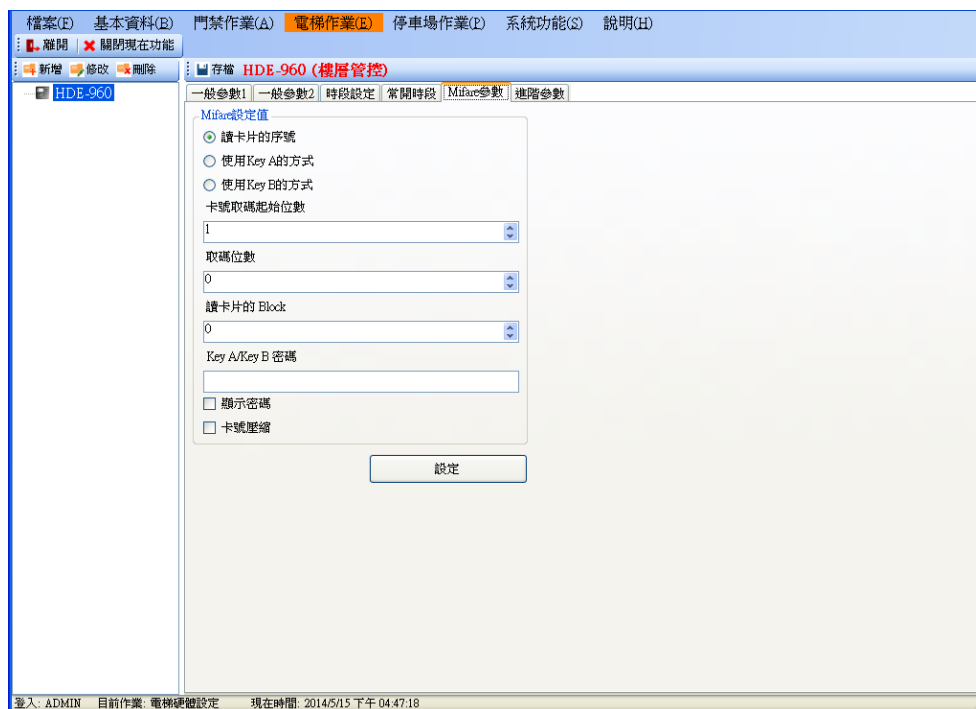 檔案(F) 基本資料(B) 門禁作業(A) 電梯作業(E) 停車場作業(P) 系統功能(S) 說明(H)
離開 關閉現在功能
新增 修改 刪除 存檔 HDE-960 (樓層管控)
HDE-960
一般參數1 一般參數2 時段設定 常開時段 Mifare參數 進階參數
Mifare設定值
讀卡片的序號
使用Key A的方式
使用Key B的方式
卡號取碼起始位數
1
取碼位數
0
讀卡片的 Block
0
Key A/Key B 密碼
顯示密碼
卡號壓縮
設定
登入: ADMIN 目前作業: 電梯硬體設定 現在時間: 2014/5/15 下午 04:47:18